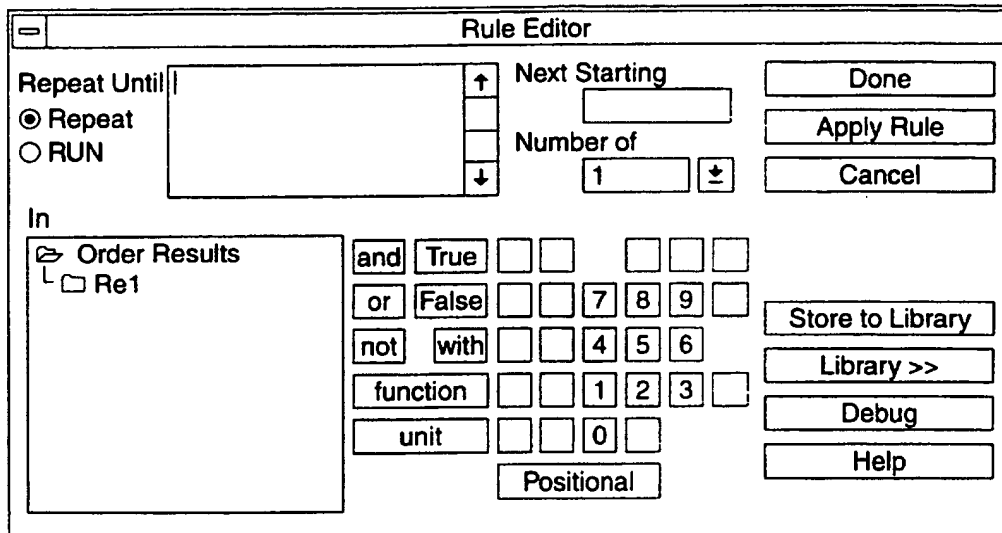 Rule Editor
Repeat Until
Repeat
RUN
Next Starting
Number of
1
Done
Apply Rule
Cancel
In
Order Results
Re1
and True
or False 7 8 9
not with 4 5 6
function 1 2 3
unit 0
Positional
Store to Library
Library >>
Debug
Help